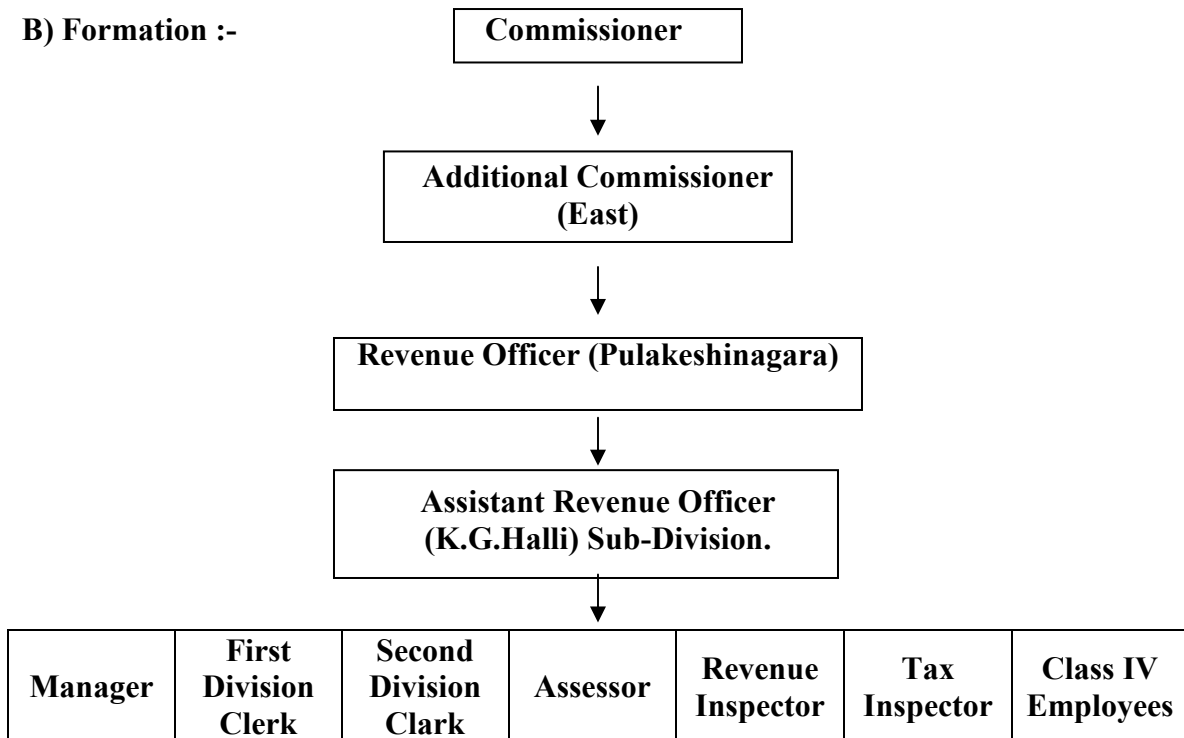 B) Formation :-
Commissioner
Additional Commissioner
(East)
Revenue Officer (Pulakeshinagara)
Assistant Revenue Officer
(K.G.Halli) Sub-Division.
Manager
First
Division
Clerk
Second
Division
Clark
Assessor
Revenue
Inspector
Tax
Inspector
Class IV
Employees